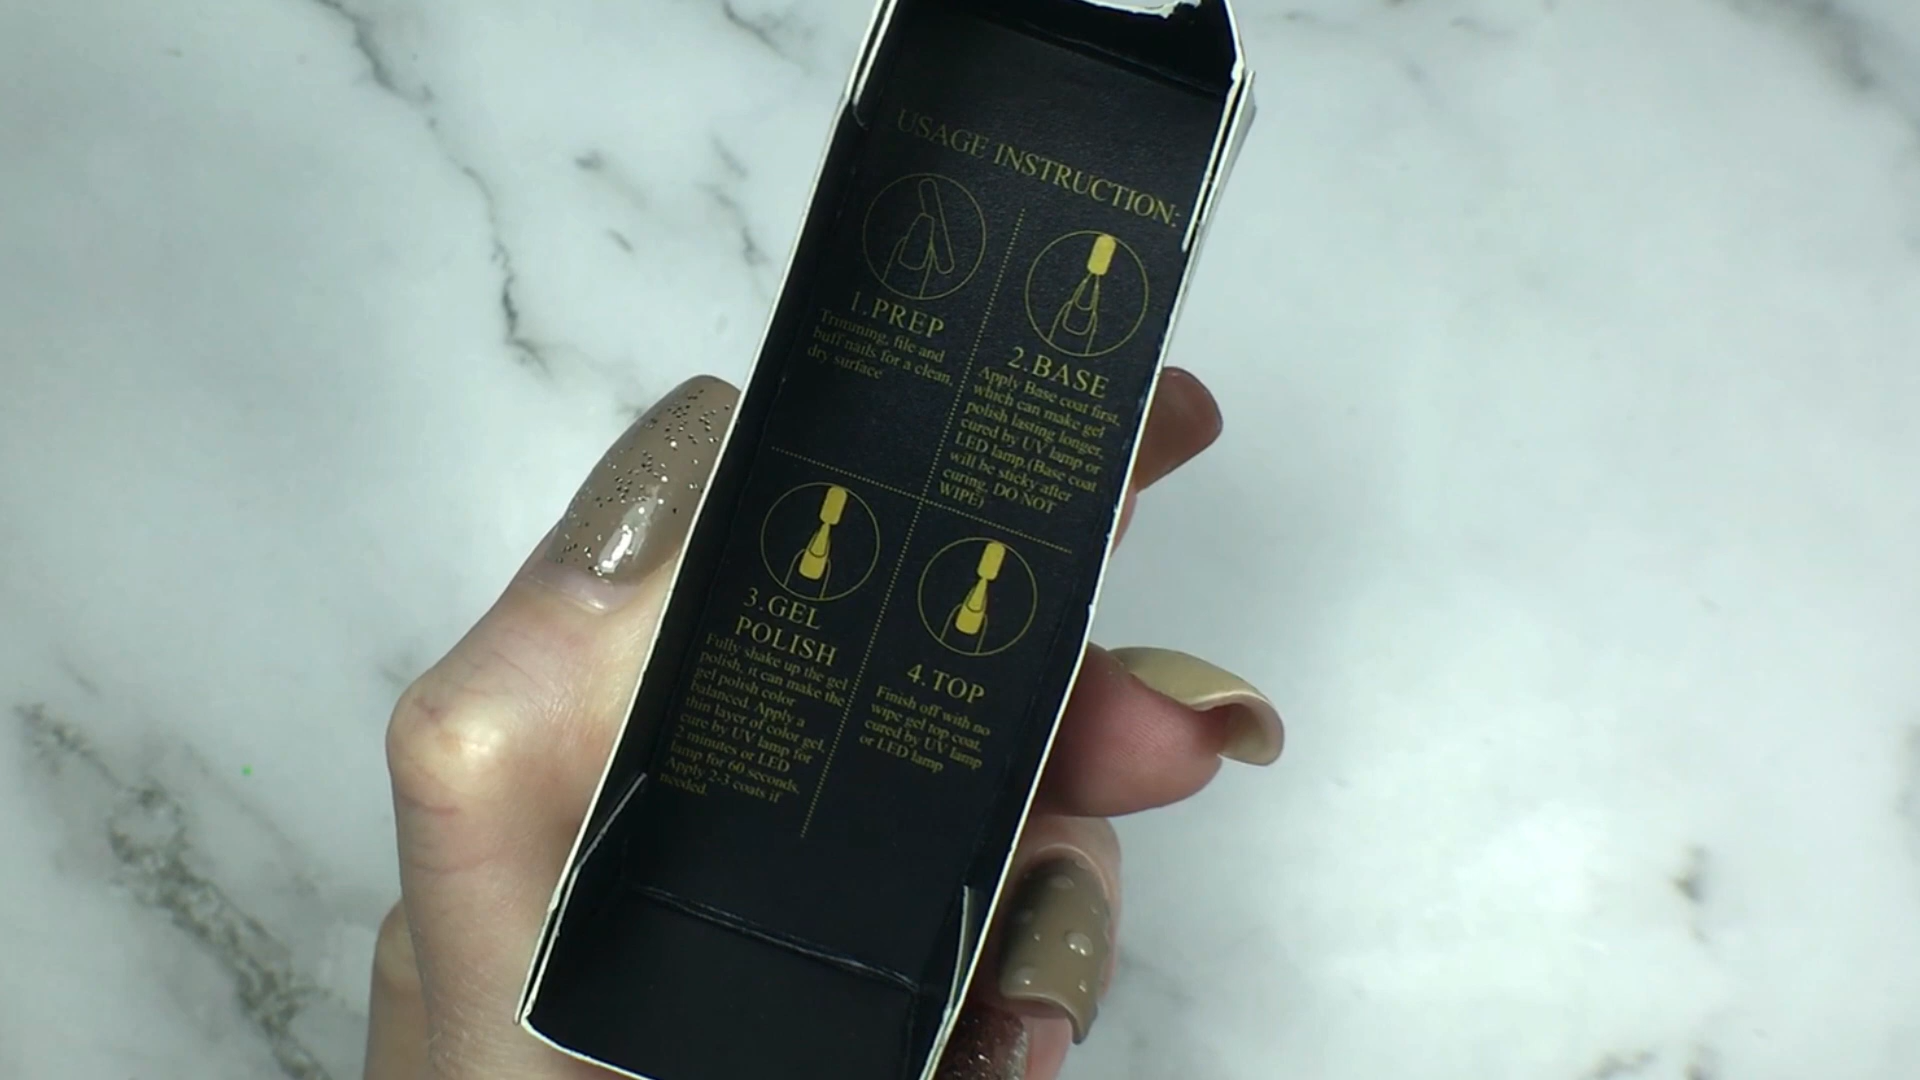 USAGE INSTRUCTION:
1.PREP
Trimming, file and
buff nails for a clean,
dry surface
2.BASE
Apply Base coat first,
which can make gel
polish lasting longer,
cured by UV lamp or
LED lamp.(Base coat
will be sticky after
curing, DO NOT
WIPE)
3.GEL
POLISH
Fully shake up the gel
polish, it can make the
gel polish color
balanced. Apply a
thin layer of color gel,
cure by UV lamp for
2 minutes or LED
lamp for 60 seconds.
Apply 2-3 coats if
needed.
4.TOP
Finish off with no
wipe gel top coat,
cured by UV lamp
or LED lamp